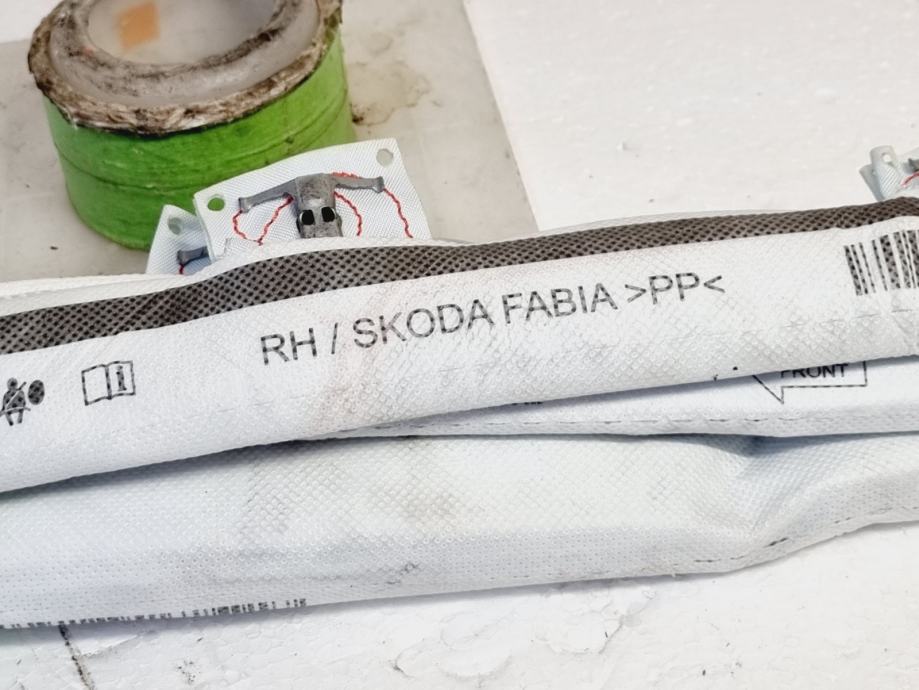 RH / SKODA FABIA >PP<
FRONT